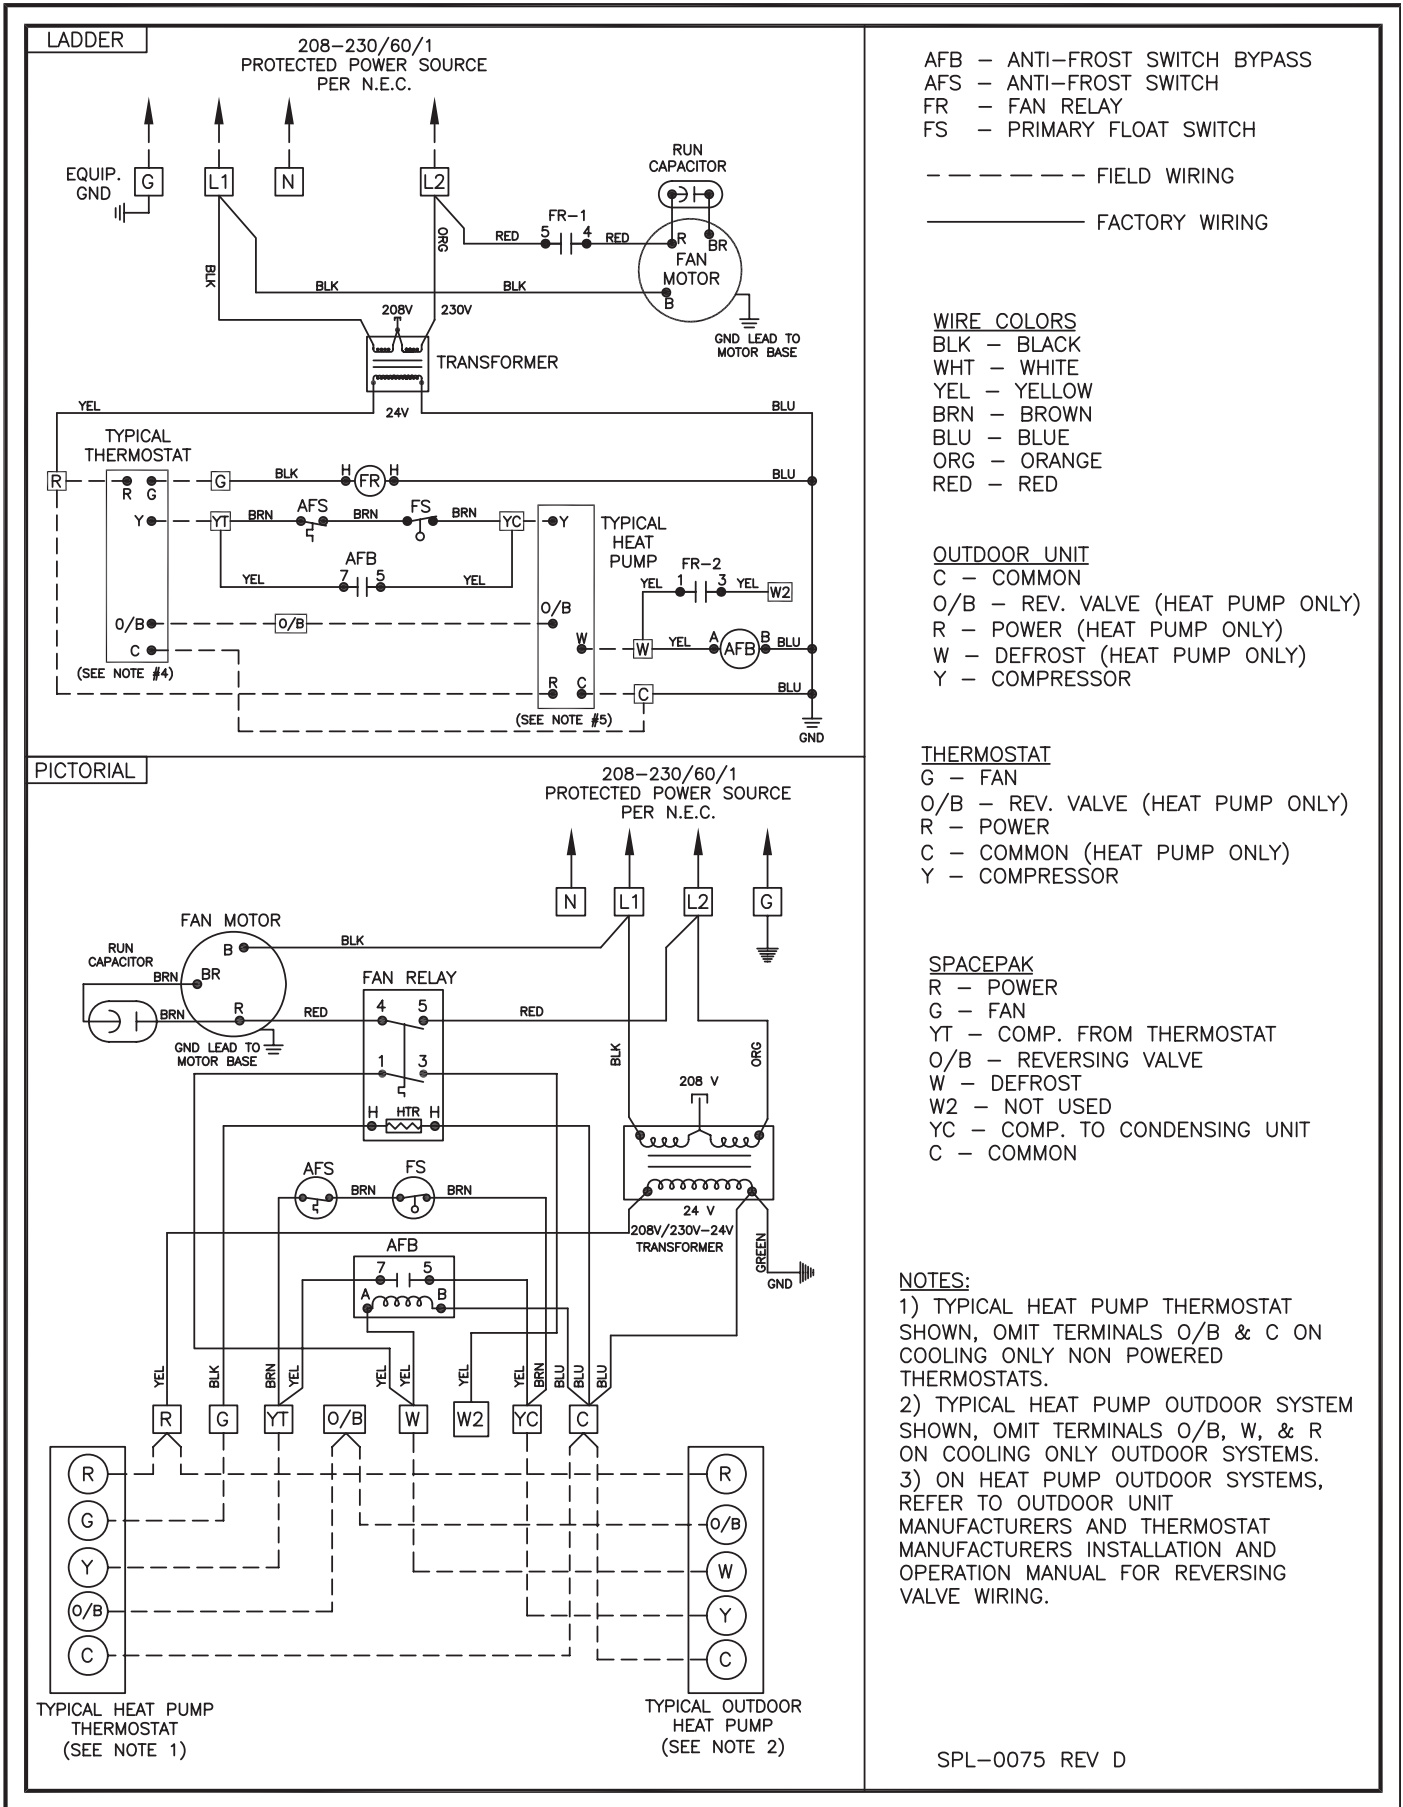 LADDER
208-230/60/1
PROTECTED POWER SOURCE
PER N.E.C.
EQUIP.
GND
G
L1
N
L2
RUN
CAPACITOR
FR-1
RED
5
4
RED
R
BR
FAN
MOTOR
B
ORG
BLK
BLK
BLK
208V
230V
GND LEAD TO
MOTOR BASE
TRANSFORMER
YEL
24V
BLU
TYPICAL
THERMOSTAT
R
R
G
G
BLK
H
FR
H
BLU
Y
YT
BRN
AFS
BRN
FS
BRN
YC
Y
TYPICAL
HEAT
PUMP
AFB
YEL
7
5
YEL
FR-2
YEL
1
3
YEL
W2
O/B
O/B
O/B
W
W
YEL
A
AFB
B
BLU
C
(SEE NOTE #4)
R
C
C
BLU
(SEE NOTE #5)
GND
PICTORIAL
208-230/60/1
PROTECTED POWER SOURCE
PER N.E.C.
N
L1
L2
G
FAN MOTOR
B
BLK
RUN
CAPACITOR
BRN
BR
FAN RELAY
BRN
R
RED
4
5
RED
GND LEAD TO
MOTOR BASE
1
3
BLK
ORG
208 V
H
HTR
H
AFS
FS
BRN
BRN
24 V
208V/230V-24V
TRANSFORMER
GREEN
GND
AFB
7
5
A
B
YEL
BLK
BRN
YEL
YEL
YEL
YEL
YEL
BRN
BLU
BLU
BLU
R
G
YT
O/B
W
W2
YC
C
R
G
Y
O/B
C
R
O/B
W
Y
C
TYPICAL HEAT PUMP
THERMOSTAT
(SEE NOTE 1)
TYPICAL OUTDOOR
HEAT PUMP
(SEE NOTE 2)
AFB - ANTI-FROST SWITCH BYPASS
AFS - ANTI-FROST SWITCH
FR - FAN RELAY
FS - PRIMARY FLOAT SWITCH
FIELD WIRING
FACTORY WIRING
WIRE COLORS
BLK - BLACK
WHT - WHITE
YEL - YELLOW
BRN - BROWN
BLU - BLUE
ORG - ORANGE
RED - RED
OUTDOOR UNIT
C - COMMON
O/B - REV. VALVE (HEAT PUMP ONLY)
R - POWER (HEAT PUMP ONLY)
W - DEFROST (HEAT PUMP ONLY)
Y - COMPRESSOR
THERMOSTAT
G - FAN
O/B - REV. VALVE (HEAT PUMP ONLY)
R - POWER
C - COMMON (HEAT PUMP ONLY)
Y - COMPRESSOR
SPACEPAK
R - POWER
G - FAN
YT - COMP. FROM THERMOSTAT
O/B - REVERSING VALVE
W - DEFROST
W2 - NOT USED
YC - COMP. TO CONDENSING UNIT
C - COMMON
NOTES:
1) TYPICAL HEAT PUMP THERMOSTAT
SHOWN, OMIT TERMINALS O/B & C ON
COOLING ONLY NON POWERED
THERMOSTATS.
2) TYPICAL HEAT PUMP OUTDOOR SYSTEM
SHOWN, OMIT TERMINALS O/B, W, & R
ON COOLING ONLY OUTDOOR SYSTEMS.
3) ON HEAT PUMP OUTDOOR SYSTEMS,
REFER TO OUTDOOR UNIT
MANUFACTURERS AND THERMOSTAT
MANUFACTURERS INSTALLATION AND
OPERATION MANUAL FOR REVERSING
VALVE WIRING.
SPL-0075 REV D